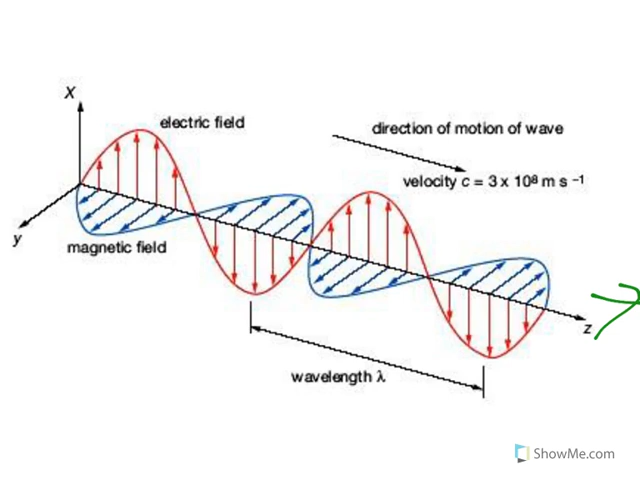 X
electric field
direction of motion of wave
velocity c = 3 x 10⁸ m s ⁻¹
y
magnetic field
z
wavelength λ
ShowMe.com